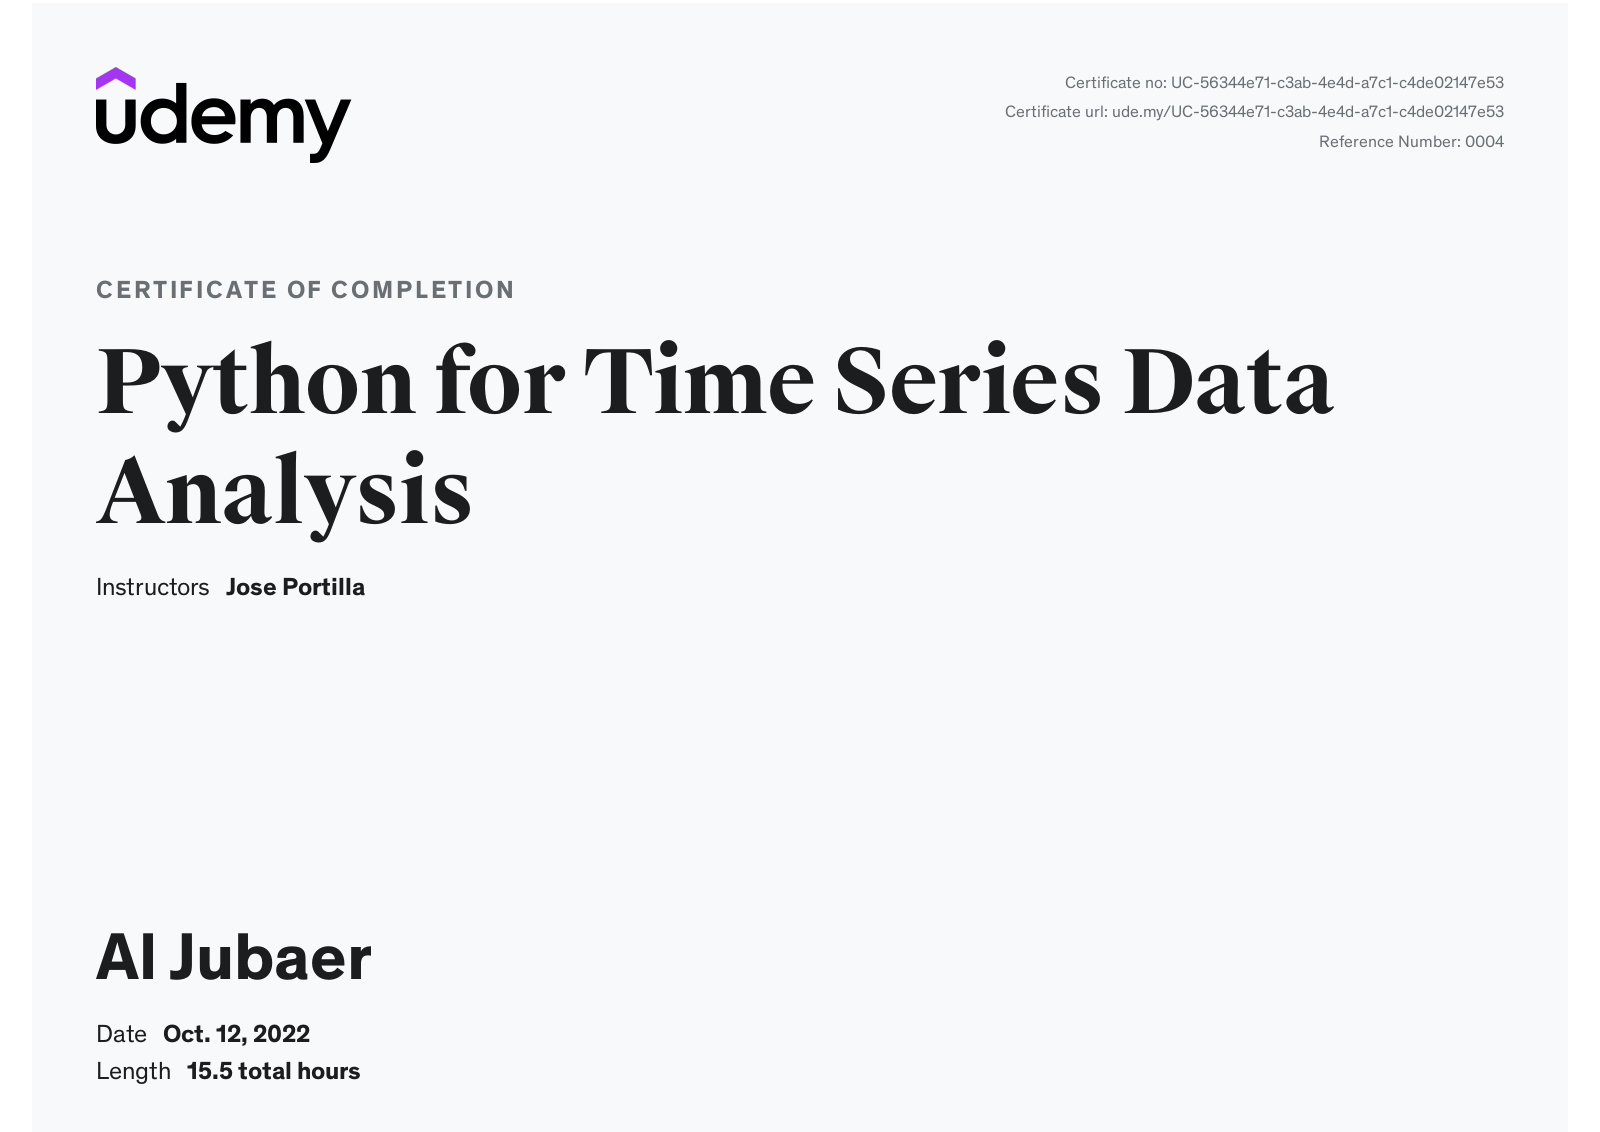 udemy
Certificate no: UC-56344e71-c3ab-4e4d-a7c1-c4de02147e53
Certificate url: ude.my/UC-56344e71-c3ab-4e4d-a7c1-c4de02147e53
Reference Number: 0004
CERTIFICATE OF COMPLETION
Python for Time Series Data
Analysis
Instructors Jose Portilla
Al Jubaer
Date Oct. 12, 2022
Length 15.5 total hours